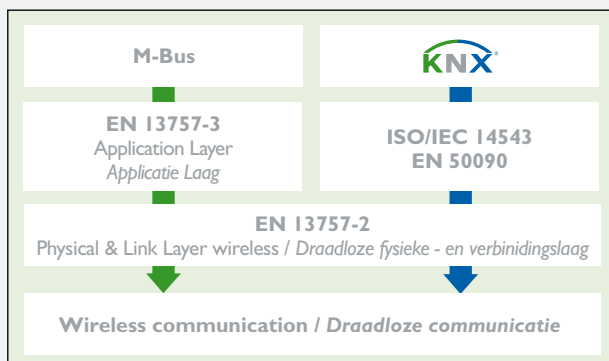 M-Bus
KNX®
EN 13757-3
Application Layer
Applicatie Laag
ISO/IEC 14543
EN 50090
EN 13757-2
Physical & Link Layer wireless / Draadloze fysieke - en verbinidingslaag
Wireless communication / Draadloze communicatie